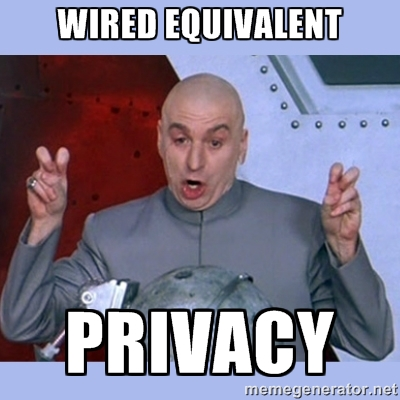 WIRED EQUIVALENT
PRIVACY
memegenerator.net